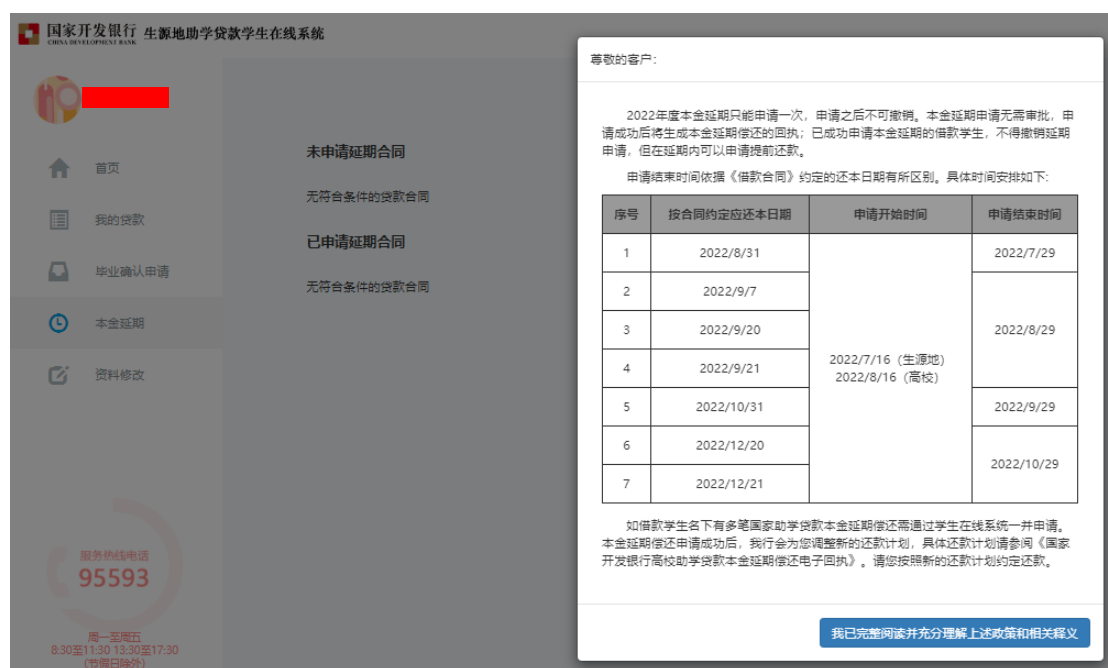 国家开发银行 生源地助学贷款学生在线系统
CHINA DEVELOPMENT BANK
首页
我的贷款
毕业确认申请
本金延期
资料修改
服务热线电话
95593
周一至周五
8:30至11:30 13:30至17:30
(节假日除外)
未申请延期合同
无符合条件的贷款合同
已申请延期合同
无符合条件的贷款合同
尊敬的客户：
2022年度本金延期只能申请一次，申请之后不可撤销。本金延期申请无需审批，申
请成功后将生成本金延期偿还的回执；已成功申请本金延期的借款学生，不得撤销延期
申请，但在延期内可以申请提前还款。
申请结束时间依据《借款合同》约定的还本日期有所区别。具体时间安排如下：
序号 按合同约定应还本日期 申请开始时间 申请结束时间
1 2022/8/31 2022/7/29
2 2022/9/7
3 2022/9/20 2022/8/29
2022/7/16（生源地）
4 2022/9/21
2022/8/16（高校）
5 2022/10/31 2022/9/29
6 2022/12/20
2022/10/29
7 2022/12/21
如借款学生名下有多笔国家助学贷款本金延期偿还需通过学生在线系统一并申请。
本金延期偿还申请成功后，我行会为您调整新的还款计划，具体还款计划请参阅《国家
开发银行高校助学贷款本金延期偿还电子回执》。请您按照新的还款计划约定还款。
我已完整阅读并充分理解上述政策和相关释义